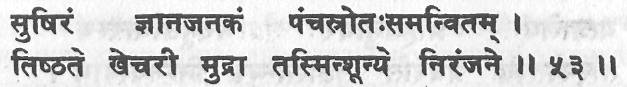 सुषिरं ज्ञानजनकं पंचस्रोतःसमन्वितम् ।
तिष्ठते खेचरी मुद्रा तस्मिन्शून्ये निरंजने ॥ ५३ ॥